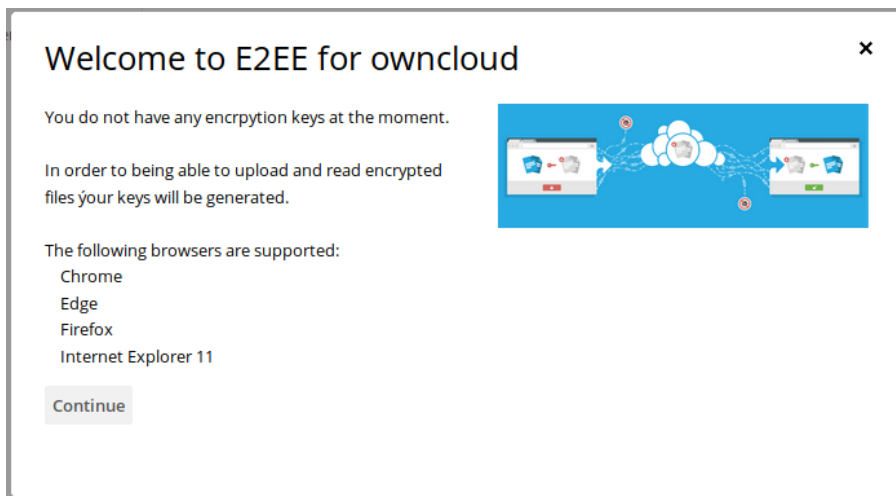 Welcome to E2EE for owncloud
You do not have any encrpytion keys at the moment.
In order to being able to upload and read encrypted
files ýour keys will be generated.
The following browsers are supported:
Chrome
Edge
Firefox
Internet Explorer 11
Continue